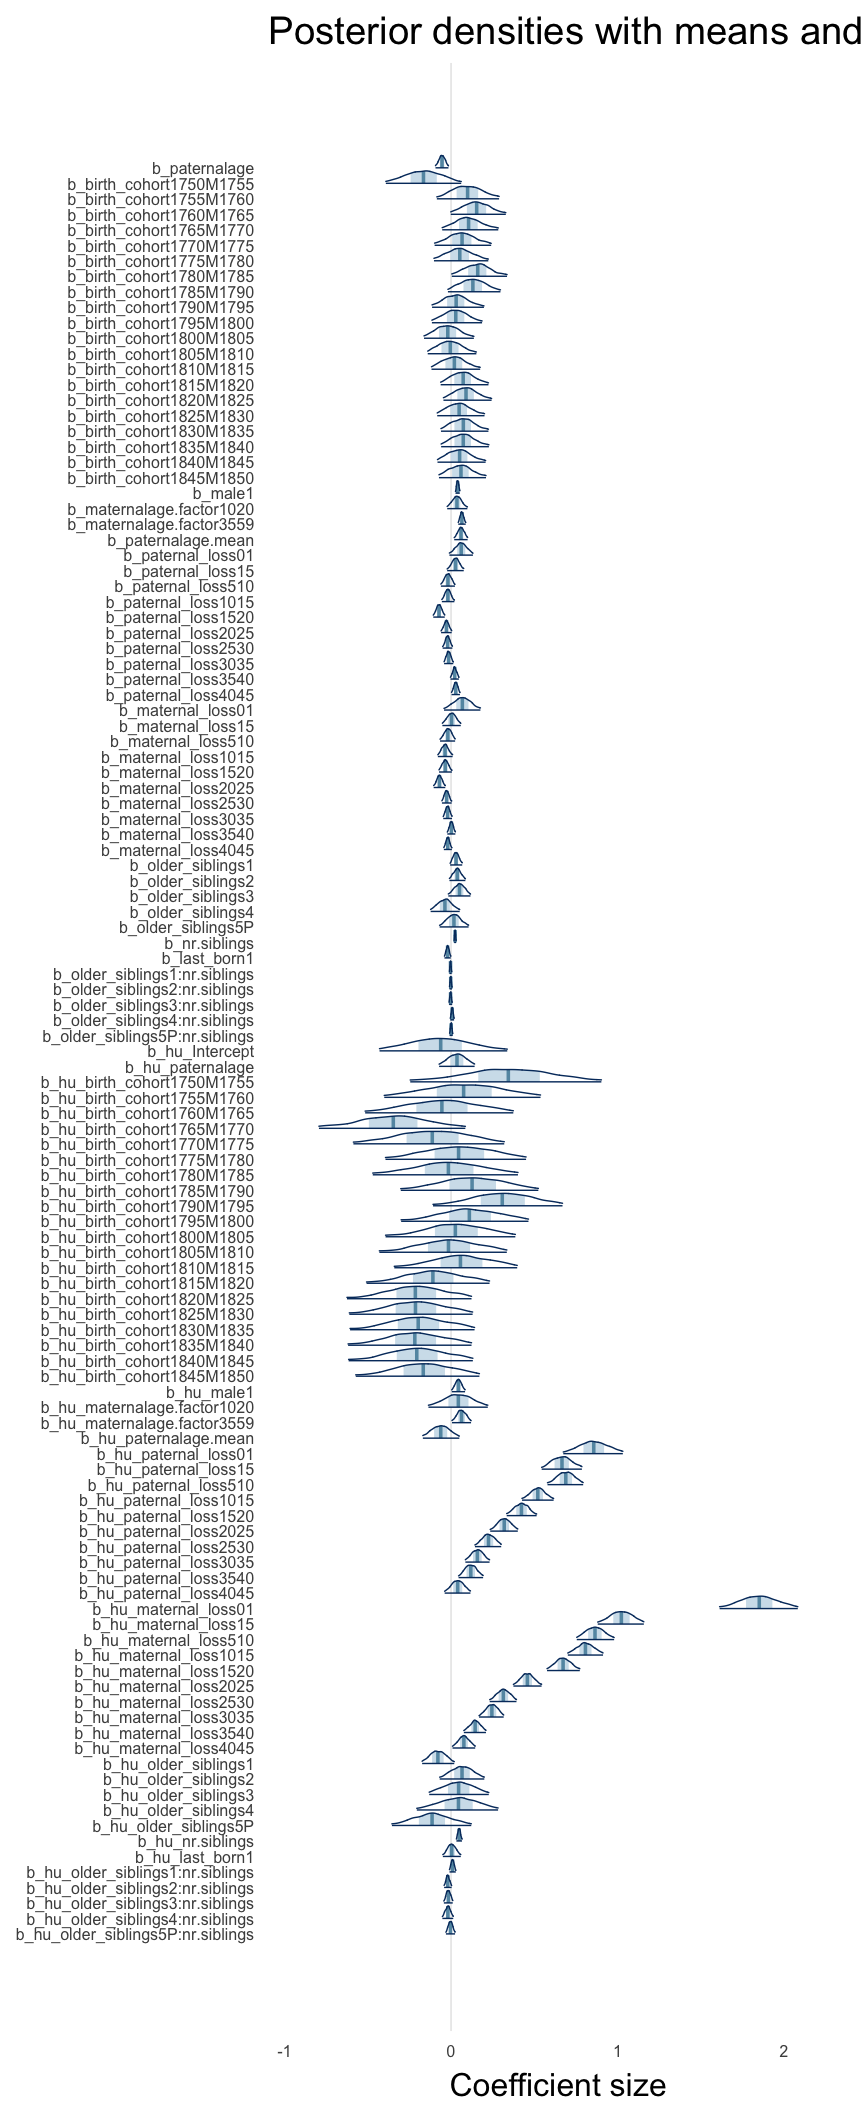 Posterior densities with means and
b_paternalage
b_birth_cohort1750M1755
b_birth_cohort1755M1760
b_birth_cohort1760M1765
b_birth_cohort1765M1770
b_birth_cohort1770M1775
b_birth_cohort1775M1780
b_birth_cohort1780M1785
b_birth_cohort1785M1790
b_birth_cohort1790M1795
b_birth_cohort1795M1800
b_birth_cohort1800M1805
b_birth_cohort1805M1810
b_birth_cohort1810M1815
b_birth_cohort1815M1820
b_birth_cohort1820M1825
b_birth_cohort1825M1830
b_birth_cohort1830M1835
b_birth_cohort1835M1840
b_birth_cohort1840M1845
b_birth_cohort1845M1850
b_male1
b_maternalage.factor1020
b_maternalage.factor3559
b_paternalage.mean
b_paternal_loss01
b_paternal_loss15
b_paternal_loss510
b_paternal_loss1015
b_paternal_loss1520
b_paternal_loss2025
b_paternal_loss2530
b_paternal_loss3035
b_paternal_loss3540
b_paternal_loss4045
b_maternal_loss01
b_maternal_loss15
b_maternal_loss510
b_maternal_loss1015
b_maternal_loss1520
b_maternal_loss2025
b_maternal_loss2530
b_maternal_loss3035
b_maternal_loss3540
b_maternal_loss4045
b_older_siblings1
b_older_siblings2
b_older_siblings3
b_older_siblings4
b_older_siblings5P
b_nr.siblings
b_last_born1
b_older_siblings1:nr.siblings
b_older_siblings2:nr.siblings
b_older_siblings3:nr.siblings
b_older_siblings4:nr.siblings
b_older_siblings5P:nr.siblings
b_hu_Intercept
b_hu_paternalage
b_hu_birth_cohort1750M1755
b_hu_birth_cohort1755M1760
b_hu_birth_cohort1760M1765
b_hu_birth_cohort1765M1770
b_hu_birth_cohort1770M1775
b_hu_birth_cohort1775M1780
b_hu_birth_cohort1780M1785
b_hu_birth_cohort1785M1790
b_hu_birth_cohort1790M1795
b_hu_birth_cohort1795M1800
b_hu_birth_cohort1800M1805
b_hu_birth_cohort1805M1810
b_hu_birth_cohort1810M1815
b_hu_birth_cohort1815M1820
b_hu_birth_cohort1820M1825
b_hu_birth_cohort1825M1830
b_hu_birth_cohort1830M1835
b_hu_birth_cohort1835M1840
b_hu_birth_cohort1840M1845
b_hu_birth_cohort1845M1850
b_hu_male1
b_hu_maternalage.factor1020
b_hu_maternalage.factor3559
b_hu_paternalage.mean
b_hu_paternal_loss01
b_hu_paternal_loss15
b_hu_paternal_loss510
b_hu_paternal_loss1015
b_hu_paternal_loss1520
b_hu_paternal_loss2025
b_hu_paternal_loss2530
b_hu_paternal_loss3035
b_hu_paternal_loss3540
b_hu_paternal_loss4045
b_hu_maternal_loss01
b_hu_maternal_loss15
b_hu_maternal_loss510
b_hu_maternal_loss1015
b_hu_maternal_loss1520
b_hu_maternal_loss2025
b_hu_maternal_loss2530
b_hu_maternal_loss3035
b_hu_maternal_loss3540
b_hu_maternal_loss4045
b_hu_older_siblings1
b_hu_older_siblings2
b_hu_older_siblings3
b_hu_older_siblings4
b_hu_older_siblings5P
b_hu_nr.siblings
b_hu_last_born1
b_hu_older_siblings1:nr.siblings
b_hu_older_siblings2:nr.siblings
b_hu_older_siblings3:nr.siblings
b_hu_older_siblings4:nr.siblings
b_hu_older_siblings5P:nr.siblings
-1 0 1 2
Coefficient size